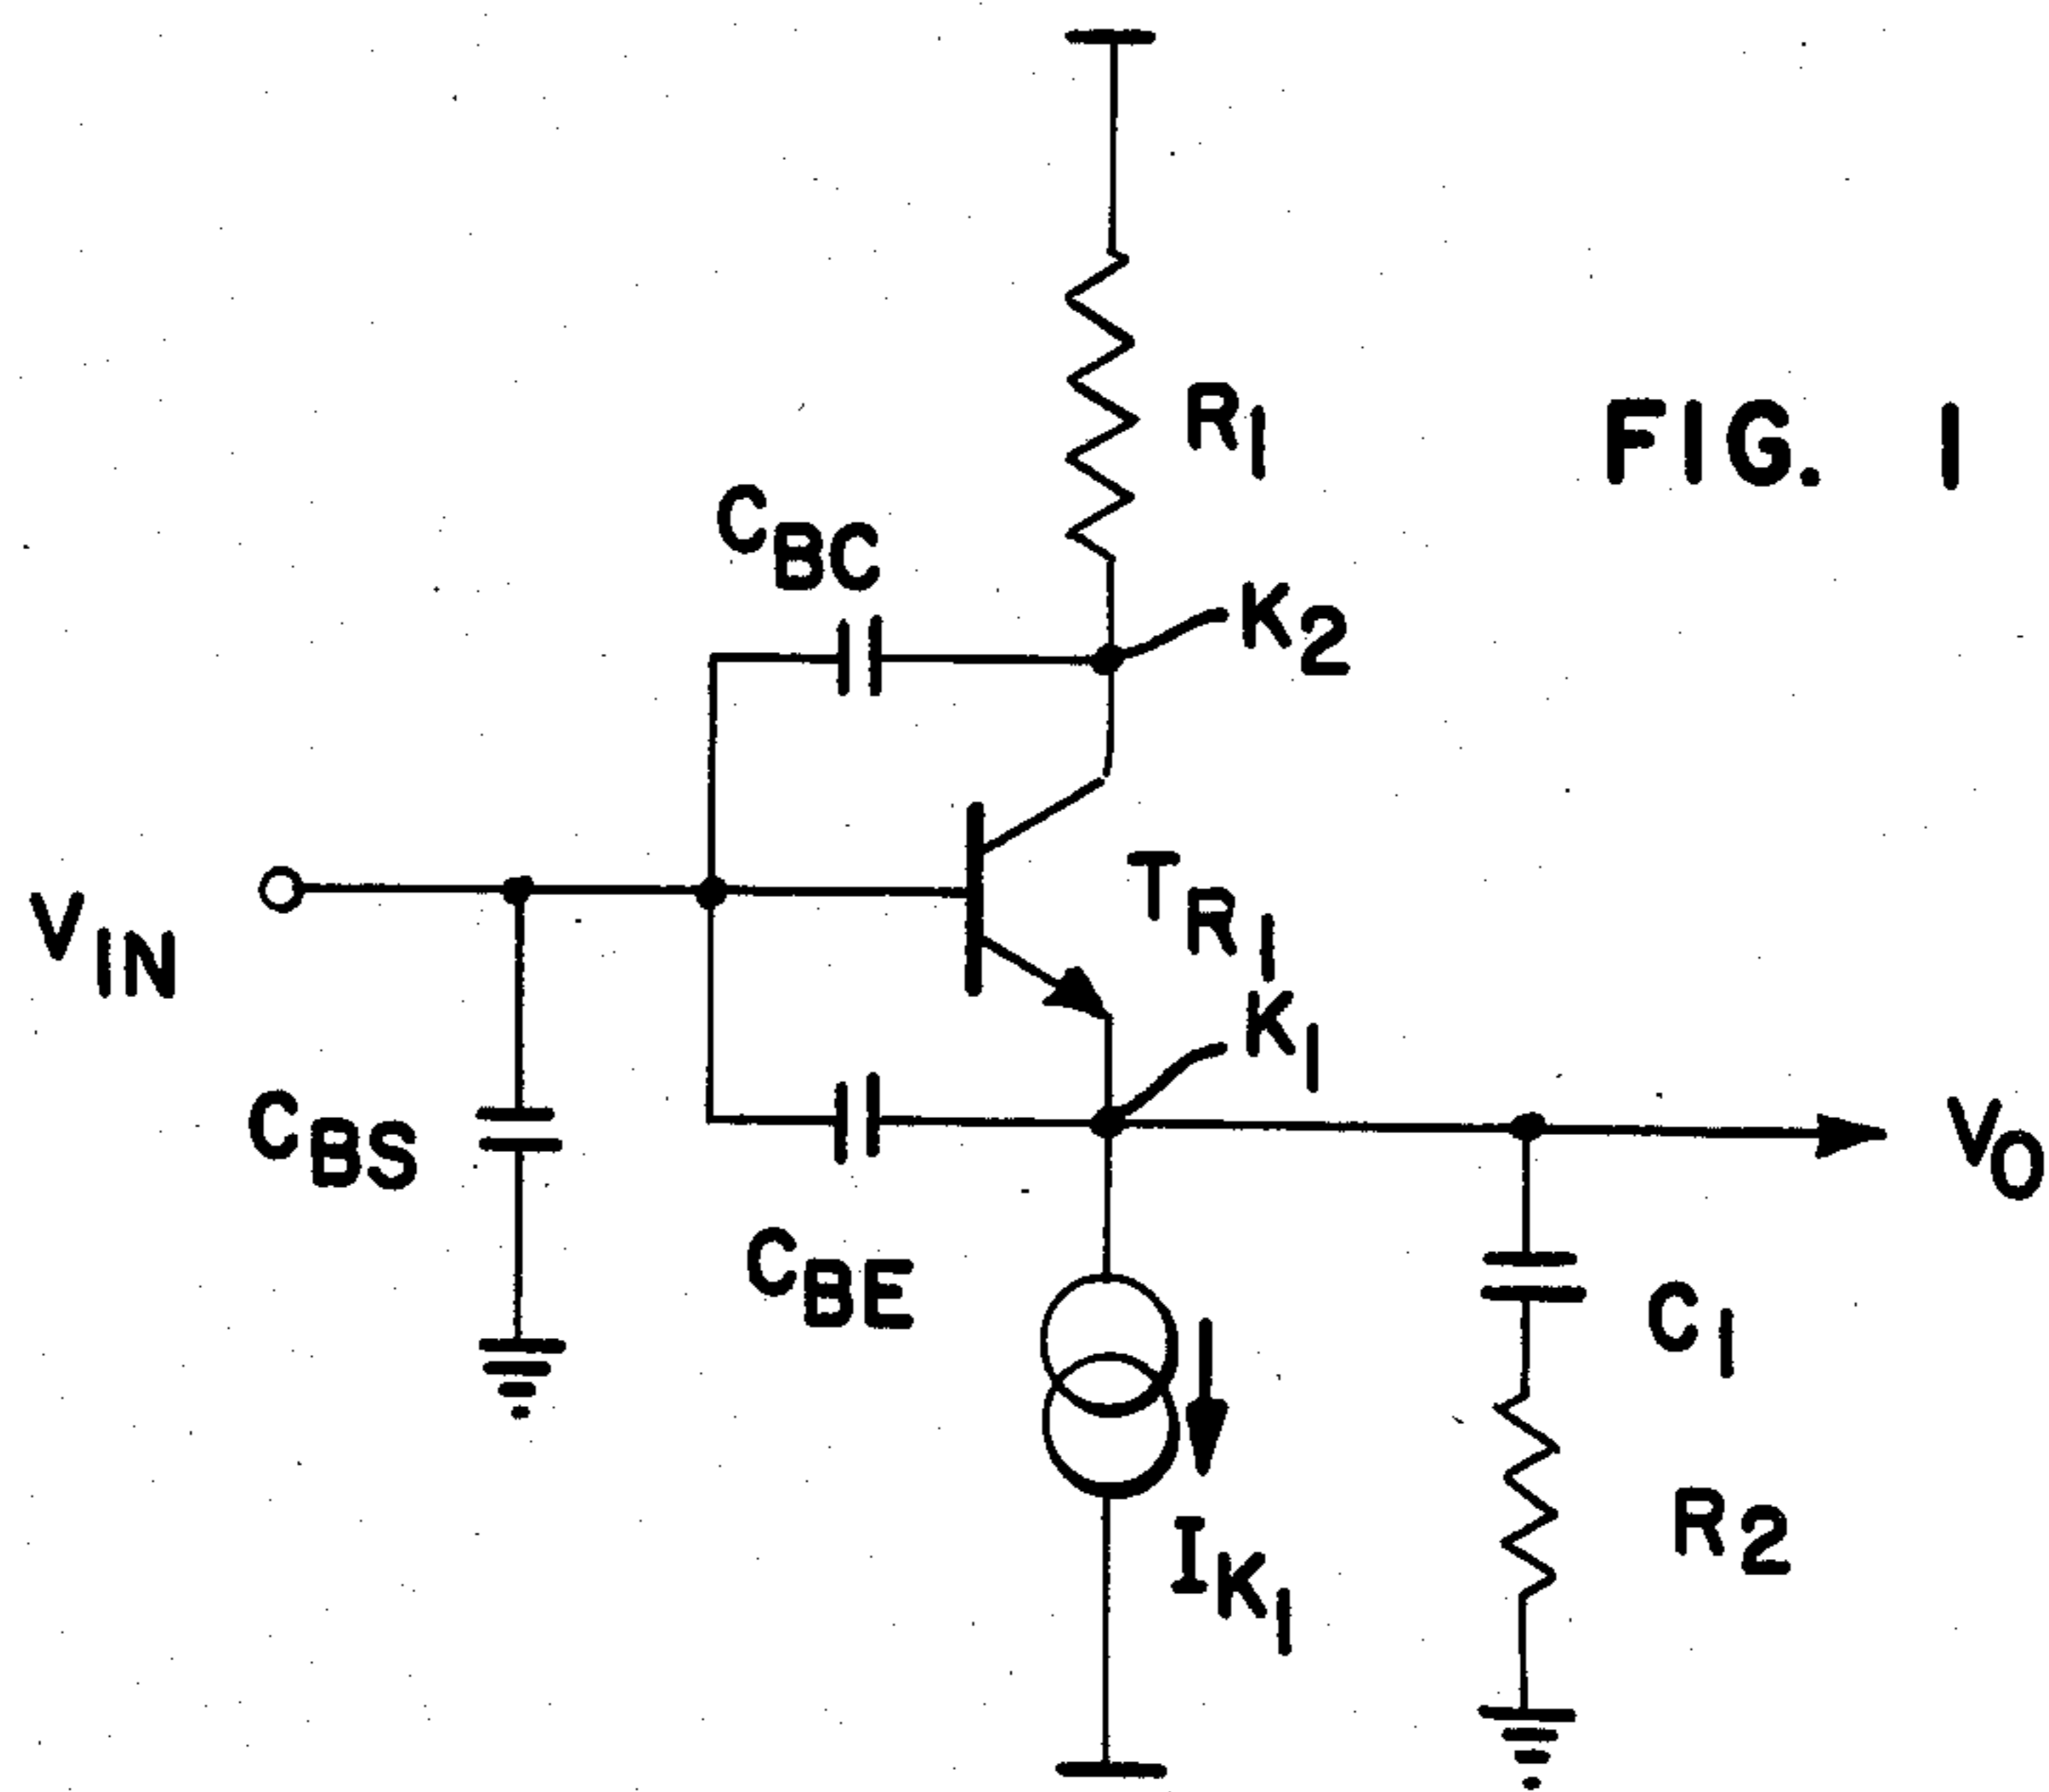 R1
FIG. 1
CBC
K2
TR1
VIN
K1
CBS
VO
CBE
C1
R2
IK1